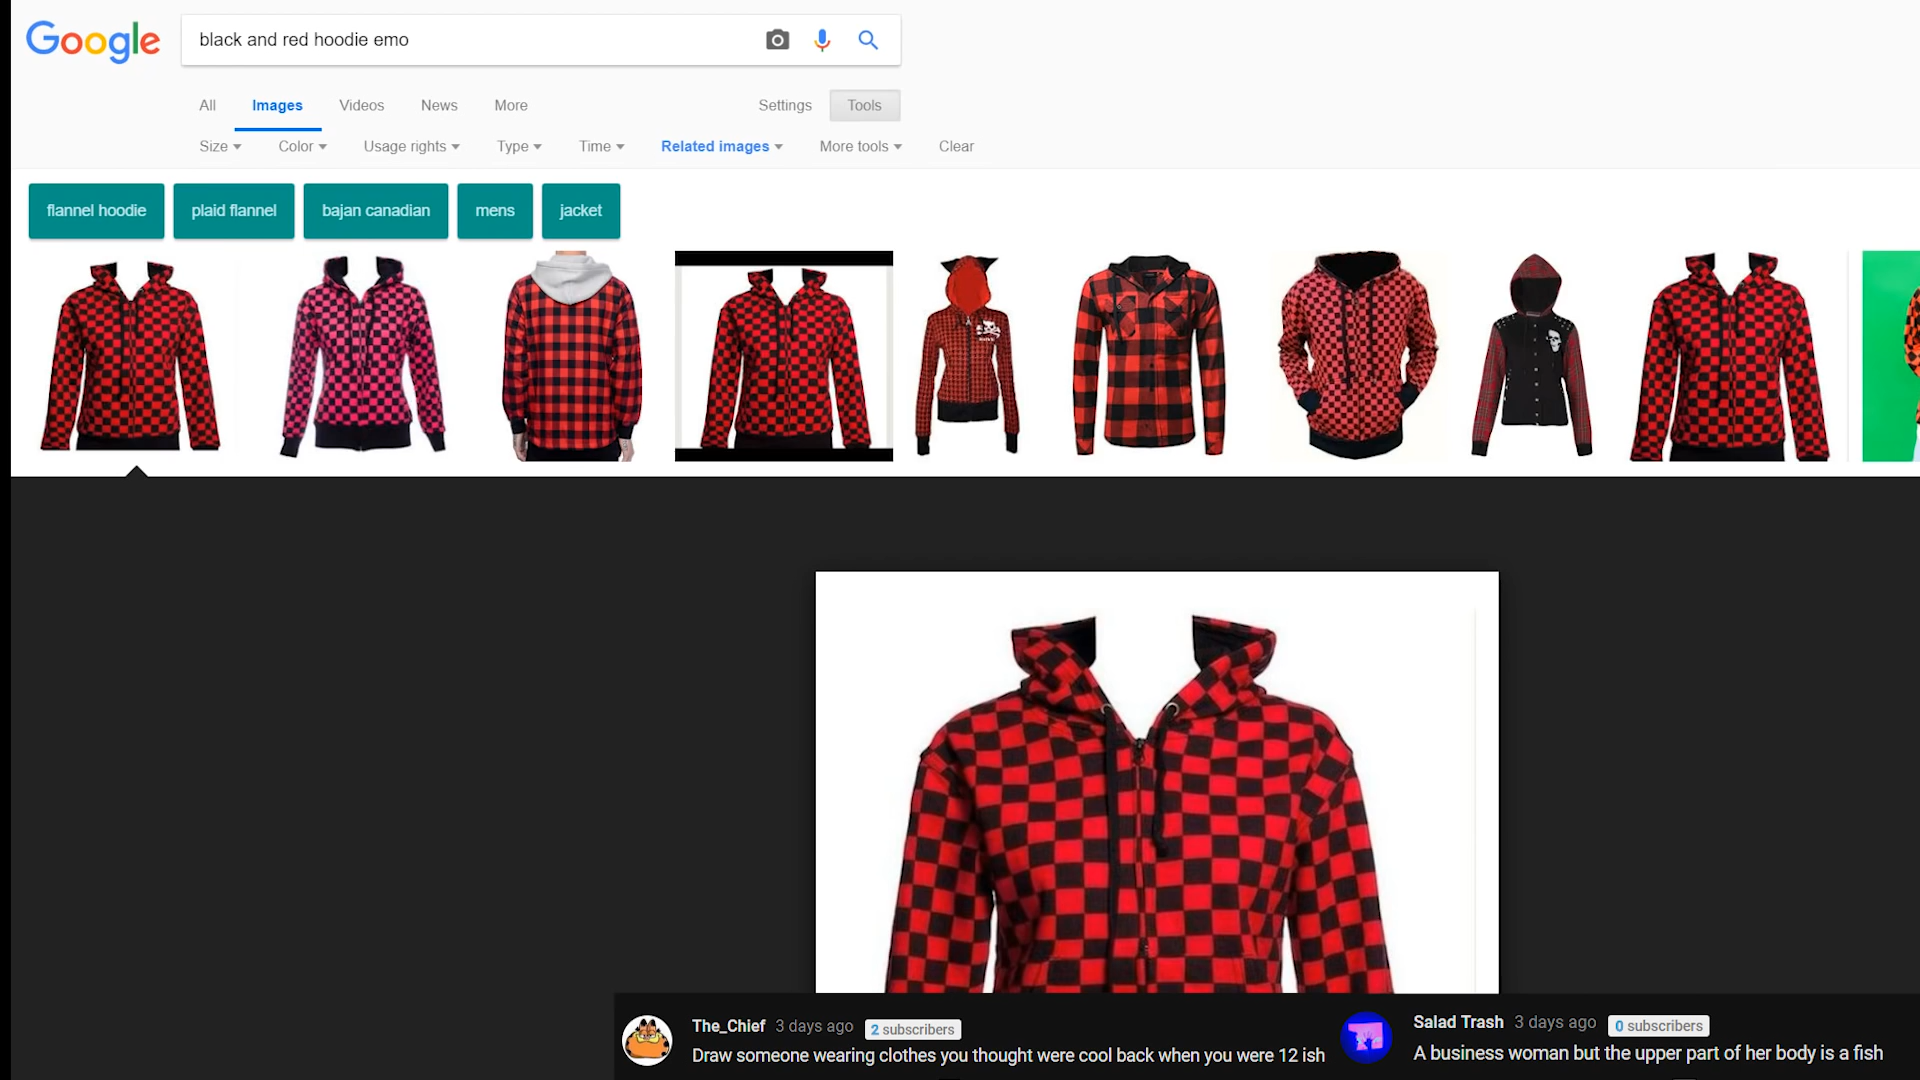 Google
black and red hoodie emo
All Images Videos News More Settings Tools
Size Color Usage rights Type Time Related images More tools Clear
flannel hoodie plaid flannel bajan canadian mens jacket
The_Chief 3 days ago 2 subscribers
Draw someone wearing clothes you thought were cool back when you were 12 ish
Salad Trash 3 days ago 0 subscribers
A business woman but the upper part of her body is a fish